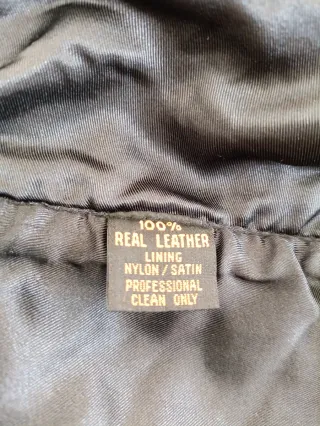 100%
REAL LEATHER
LINING
NYLON/SATIN
PROFESSIONAL
CLEAN ONLY